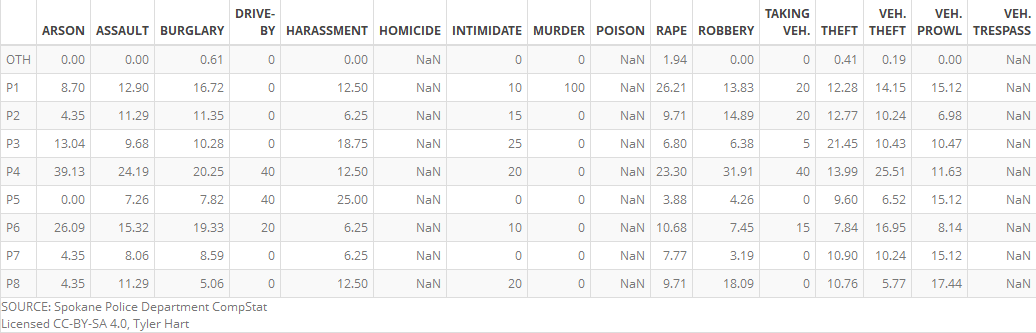 ARSON ASSAULT BURGLARY DRIVE-BY HARASSMENT HOMICIDE INTIMIDATE MURDER POISON RAPE ROBBERY TAKING VEH. THEFT VEH. THEFT VEH. PROWL VEH. TRESPASS
OTH 0.00 0.00 0.61 0 0.00 NaN 0 0 NaN 1.94 0.00 0 0.41 0.19 0.00 NaN
P1 8.70 12.90 16.72 0 12.50 NaN 10 100 NaN 26.21 13.83 20 12.28 14.15 15.12 NaN
P2 4.35 11.29 11.35 0 6.25 NaN 15 0 NaN 9.71 14.89 20 12.77 10.24 6.98 NaN
P3 13.04 9.68 10.28 0 18.75 NaN 25 0 NaN 6.80 6.38 5 21.45 10.43 10.47 NaN
P4 39.13 24.19 20.25 40 12.50 NaN 20 0 NaN 23.30 31.91 40 13.99 25.51 11.63 NaN
P5 0.00 7.26 7.82 40 25.00 NaN 0 0 NaN 3.88 4.26 0 9.60 6.52 15.12 NaN
P6 26.09 15.32 19.33 20 6.25 NaN 10 0 NaN 10.68 7.45 15 7.84 16.95 8.14 NaN
P7 4.35 8.06 8.59 0 6.25 NaN 0 0 NaN 7.77 3.19 0 10.90 10.24 15.12 NaN
P8 4.35 11.29 5.06 0 12.50 NaN 20 0 NaN 9.71 18.09 0 10.76 5.77 17.44 NaN
SOURCE: Spokane Police Department CompStat
Licensed CC-BY-SA 4.0, Tyler Hart